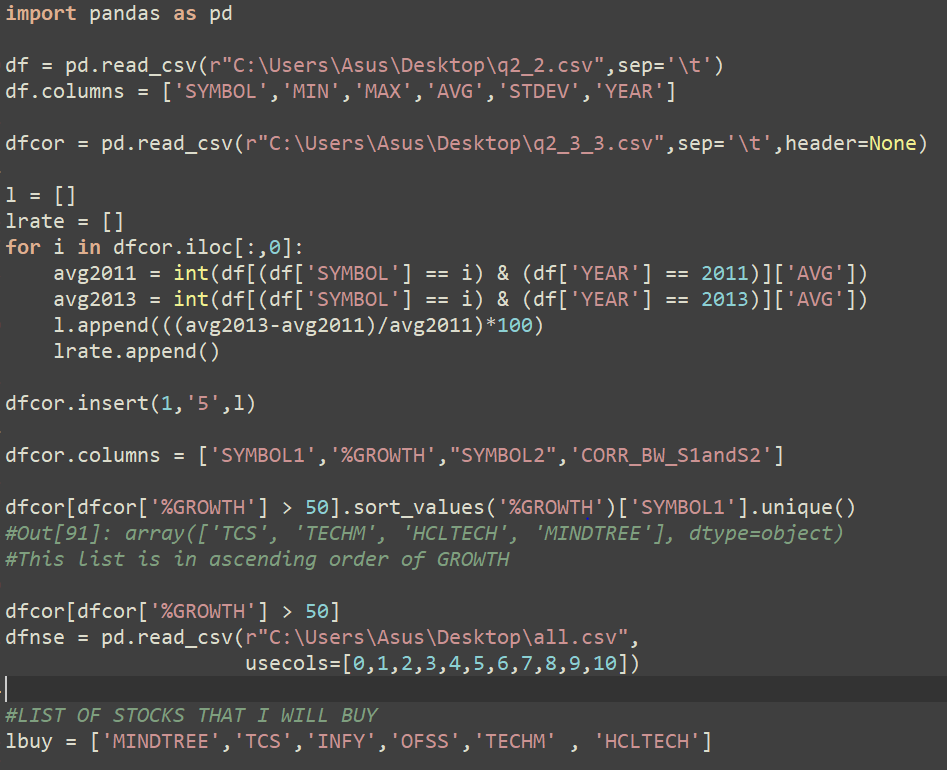 import pandas as pd
df = pd.read_csv(r"C:\Users\Asus\Desktop\q2_2.csv",sep='\t')
df.columns = ['SYMBOL','MIN','MAX','AVG','STDEV','YEAR']
dfcor = pd.read_csv(r"C:\Users\Asus\Desktop\q2_3_3.csv",sep='\t',header=None)
l = []
lrate = []
for i in dfcor.iloc[:,0]:
    avg2011 = int(df[(df['SYMBOL'] == i) & (df['YEAR'] == 2011)]['AVG'])
    avg2013 = int(df[(df['SYMBOL'] == i) & (df['YEAR'] == 2013)]['AVG'])
    l.append(((avg2013-avg2011)/avg2011)*100)
    lrate.append()
dfcor.insert(1,'5',l)
dfcor.columns = ['SYMBOL1','%GROWTH',"SYMBOL2",'CORR_BW_S1andS2']
dfcor[dfcor['%GROWTH'] > 50].sort_values('%GROWTH')['SYMBOL1'].unique()
#Out[91]: array(['TCS', 'TECHM', 'HCLTECH', 'MINDTREE'], dtype=object)
#This list is in ascending order of GROWTH
dfcor[dfcor['%GROWTH'] > 50]
dfnse = pd.read_csv(r"C:\Users\Asus\Desktop\all.csv",
                    usecols=[0,1,2,3,4,5,6,7,8,9,10])
#LIST OF STOCKS THAT I WILL BUY
lbuy = ['MINDTREE','TCS','INFY','OFSS','TECHM' , 'HCLTECH']